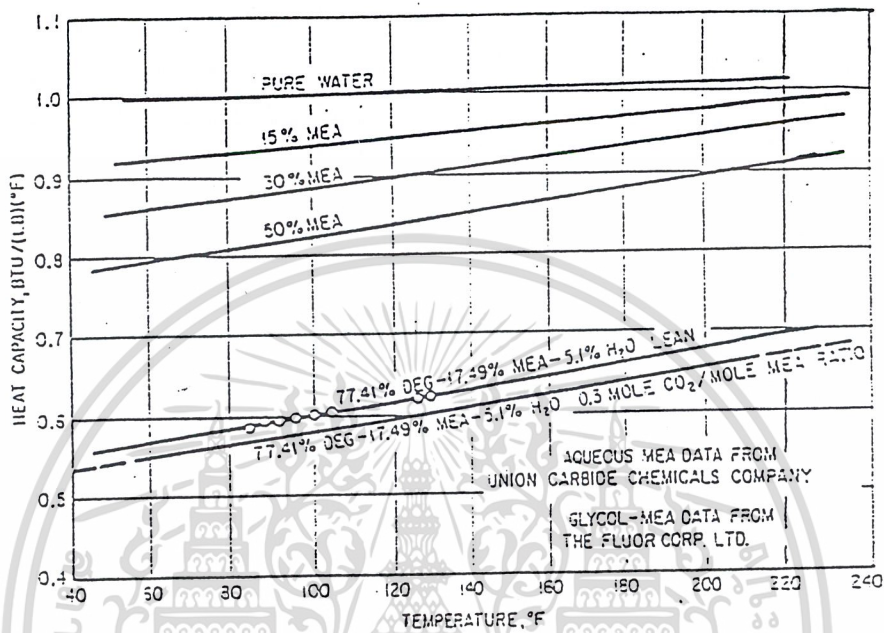 1.1
1.0
0.9
0.8
0.7
0.6
0.5
0.4
HEAT CAPACITY, BTU/(LB)(°F)
PURE WATER
15% MEA
30% MEA
50% MEA
77.41% DEG-17.49% MEA-5.1% H₂O LEAN
77.41% DEG-17.49% MEA-5.1% H₂O 0.5 MOLE CO₂/MOLE MEA RATIO
AQUEOUS MEA DATA FROM
UNION CARBIDE CHEMICALS COMPANY
GLYCOL-MEA DATA FROM
THE FLUOR CORP. LTD.
40 60 80 100 120 140 160 180 200 220 240
TEMPERATURE, °F